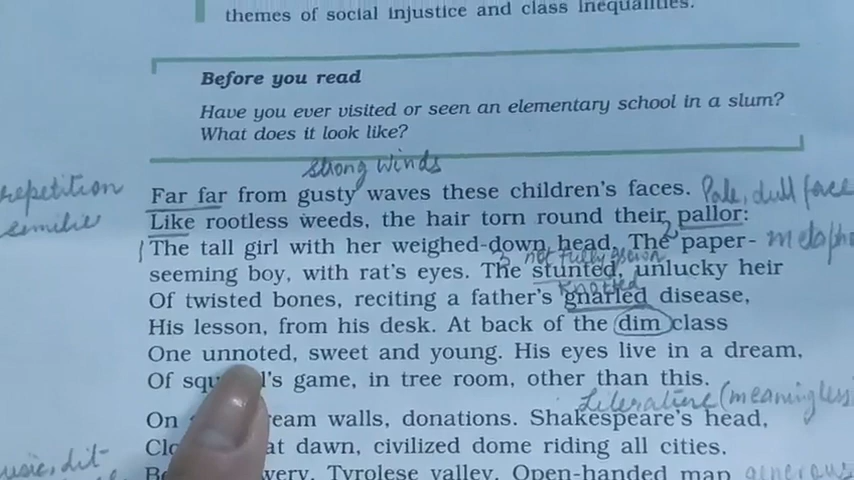 themes of social injustice and class inequalities.
Before you read
Have you ever visited or seen an elementary school in a slum?
What does it look like?
strong winds
repetition
Far far from gusty waves these children's faces. Pale, dull face
similie
Like rootless weeds, the hair torn round their pallor:
The tall girl with her weighed-down head. The paper-
not fully grown
seeming boy, with rat's eyes. The stunted, unlucky heir
knotted
Of twisted bones, reciting a father's gnarled disease,
His lesson, from his desk. At back of the dim class
One unnoted, sweet and young. His eyes live in a dream,
Of game, in tree room, other than this.
Literature (meaningless
On walls, donations. Shakespeare's head,
at dawn, civilized dome riding all cities.
Tyrolese valley. Open-handed map generous